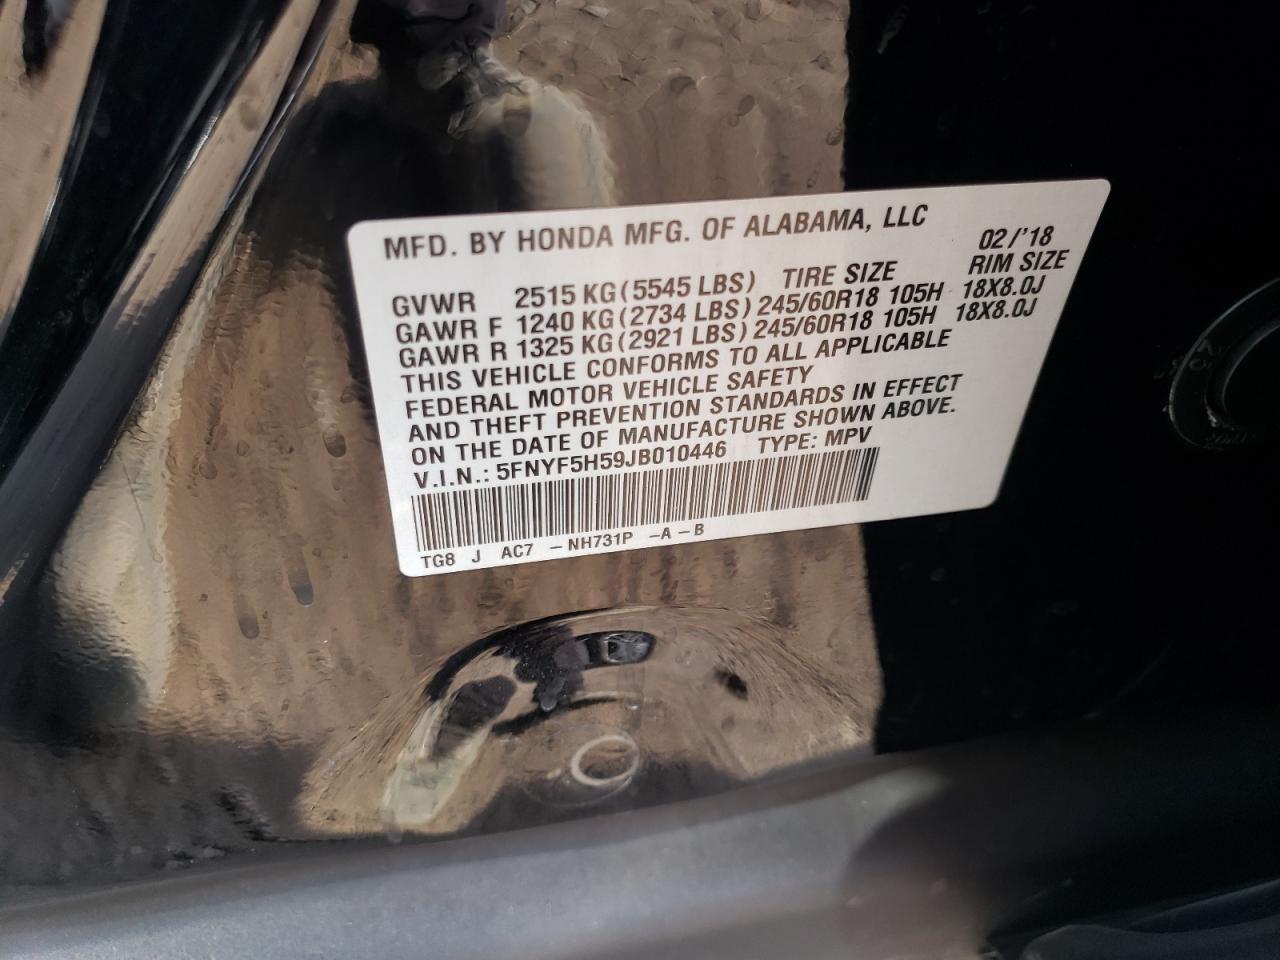 MFD. BY HONDA MFG. OF ALABAMA, LLC 02/'18
TIRE SIZE RIM SIZE
GVWR 2515 KG (5545 LBS)
GAWR F 1240 KG (2734 LBS) 245/60R18 105H 18X8.0J
GAWR R 1325 KG (2921 LBS) 245/60R18 105H 18X8.0J
THIS VEHICLE CONFORMS TO ALL APPLICABLE
FEDERAL MOTOR VEHICLE SAFETY
AND THEFT PREVENTION STANDARDS IN EFFECT
ON THE DATE OF MANUFACTURE SHOWN ABOVE.
V.I.N.: 5FNYF5H59JB010446 TYPE: MPV
TG8 J AC7 -NH731P -A-B